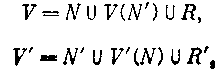 V = N ∪ V(N′) ∪ R,
V′ = N′ ∪ V′(N) ∪ R′,